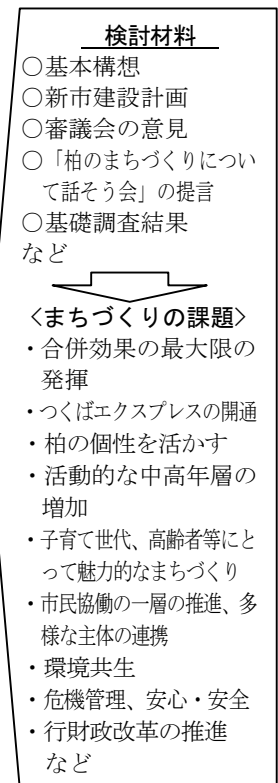 検討材料
○基本構想
○新市建設計画
○審議会の意見
○「柏のまちづくりについ
て話そう会」の提言
○基礎調査結果
など
<まちづくりの課題>
・合併効果の最大限の
発揮
・つくばエクスプレスの開通
・柏の個性を活かす
・活動的な中高年層の
増加
・子育て世代、高齢者等にと
って魅力的なまちづくり
・市民協働の一層の推進、多
様な主体の連携
・環境共生
・危機管理、安心・安全
・行財政改革の推進
など